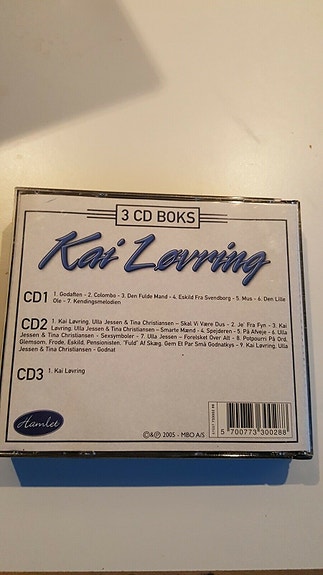 3 CD BOKS
Kai Løvring
CD1
1. Godaften - 2. Colombo - 3. Den Fulde Mand - 4. Eskild Fra Svendborg - 5. Mus - 6. Den Lille
Ole - 7. Kendingsmelodien
CD2
1. Kai Løvring, Ulla Jessen & Tina Christiansen – Skal Vi Være Dus - 2. Jo' Fra Fyn - 3. Kai
Løvring, Ulla Jessen & Tina Christiansen – Smarte Mænd - 4. Spejderen - 5. På Afveje - 6. Ulla
Jessen & Tina Christiansen – Sexsymboler - 7. Ulla Jessen – Forelsket Over Alt - 8. Potpourri På Ord,
Glemsom, Frode, Eskild, Pensionisten, "Fuld" Af Skæg, Gem Et Par Små Godnatkys - 9. Kai Løvring, Ulla
Jessen & Tina Christiansen - Godnat
CD3
1. Kai Løvring
Hamlet
©&℗ 2005 - MBO A/S
5 700773 300288